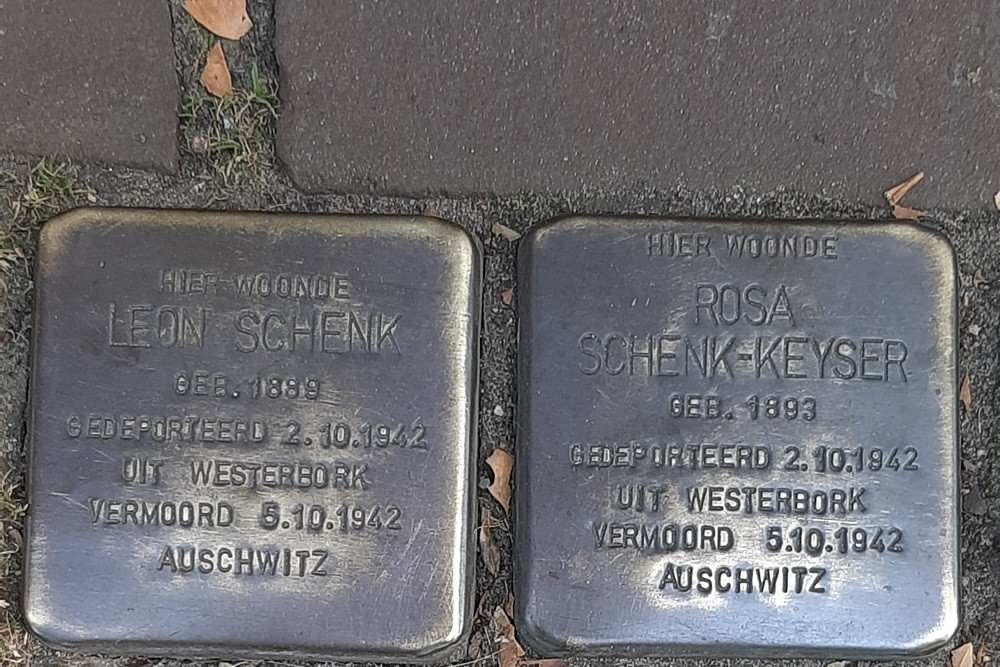 HIER WOONDE
LEON SCHENK
GEB. 1889
GEDEPORTEERD 2.10.1942
UIT WESTERBORK
VERMOORD 5.10.1942
AUSCHWITZ
HIER WOONDE
ROSA
SCHENK-KEYSER
GEB. 1893
GEDEPORTEERD 2.10.1942
UIT WESTERBORK
VERMOORD 5.10.1942
AUSCHWITZ